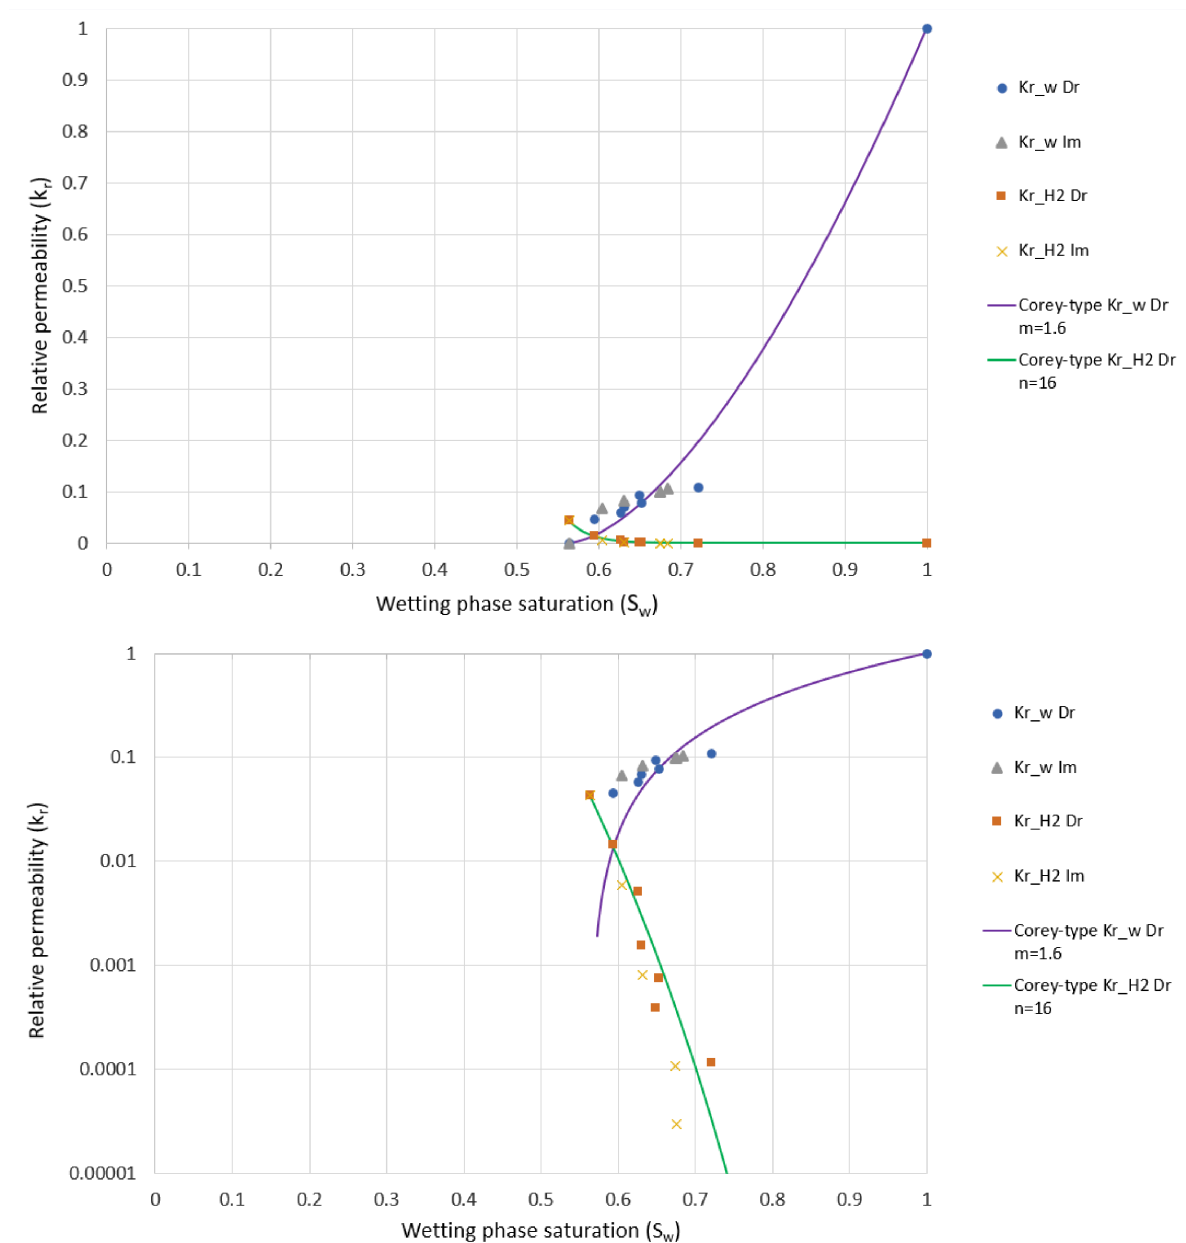 1
0.9
0.8
0.7
0.6
0.5
0.4
0.3
0.2
0.1
0
0 0.1 0.2 0.3 0.4 0.5 0.6 0.7 0.8 0.9 1
Relative permeability (kr)
Wetting phase saturation (Sw)
Kr_w Dr
Kr_w Im
Kr_H2 Dr
Kr_H2 Im
Corey-type Kr_w Dr
m=1.6
Corey-type Kr_H2 Dr
n=16
1
0.1
0.01
0.001
0.0001
0.00001
0 0.1 0.2 0.3 0.4 0.5 0.6 0.7 0.8 0.9 1
Relative permeability (kr)
Wetting phase saturation (Sw)
Kr_w Dr
Kr_w Im
Kr_H2 Dr
Kr_H2 Im
Corey-type Kr_w Dr
m=1.6
Corey-type Kr_H2 Dr
n=16